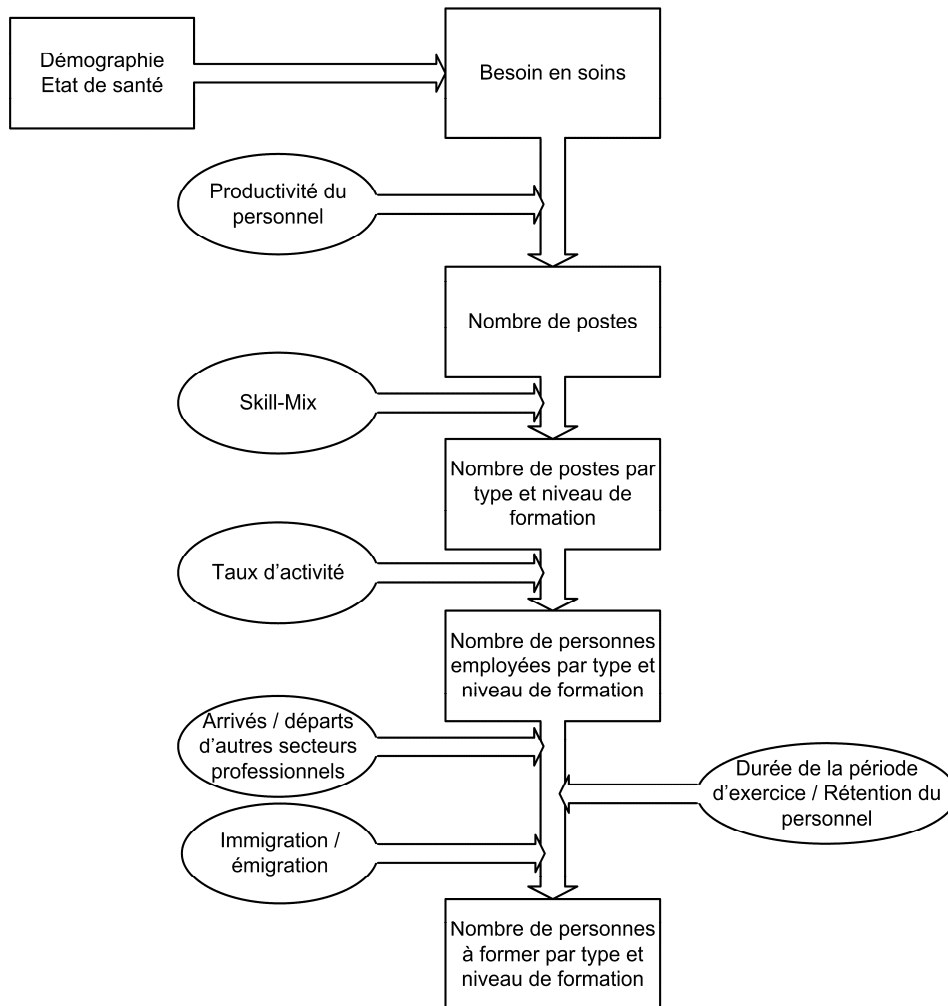 Démographie
Etat de santé
Besoin en soins
Productivité du
personnel
Nombre de postes
Skill-Mix
Nombre de postes par
type et niveau de
formation
Taux d'activité
Nombre de personnes
employées par type et
niveau de formation
Arrivés / départs
d'autres secteurs
professionnels
Durée de la période
d'exercice / Rétention du
personnel
Immigration /
émigration
Nombre de personnes
à former par type et
niveau de formation